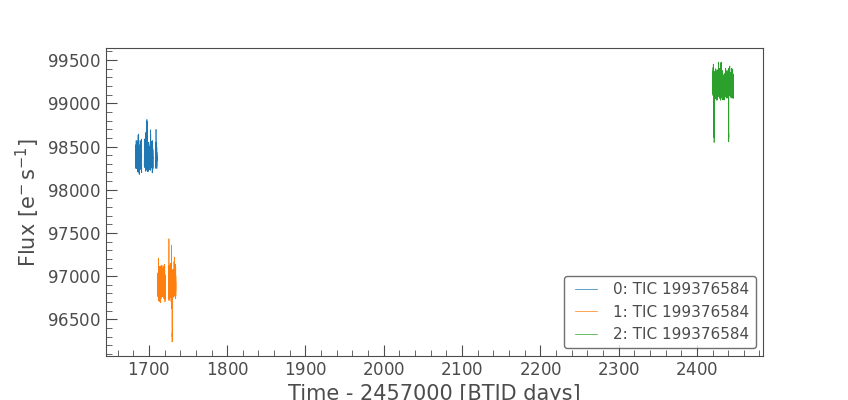 99500
99000
98500
98000
97500
97000
96500
Flux [e⁻ s⁻¹]
1700 1800 1900 2000 2100 2200 2300 2400
Time - 2457000 [BTJD days]
0: TIC 199376584
1: TIC 199376584
2: TIC 199376584